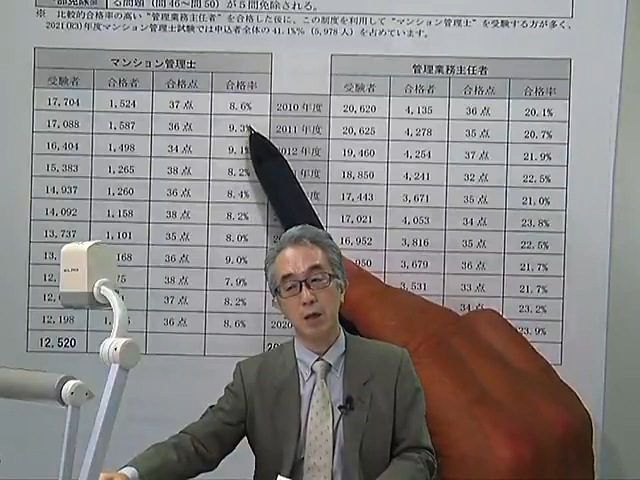 る問題(問46～問50)が5問免除される。
※ 比較的合格率の高い"管理業務主任者"を合格した後に、この制度を利用して"マンション管理士"を受験する方が多く、
2021(R3)年度マンション管理士試験では申込者全体の41.1%(5,978人)を占めています。
マンション管理士 管理業務主任者
受験者 合格者 合格点 合格率 受験者 合格者 合格点 合格率
17,704 1,524 37点 8.6% 2010年度 20,620 4,135 36点 20.1%
17,088 1,587 36点 9.3% 2011年度 20,625 4,278 35点 20.7%
16,404 1,498 34点 9.1 2012年度 19,460 4,254 37点 21.9%
15,383 1,265 38点 8.2% 年度 18,850 4,241 32点 22.5%
14,937 1,260 36点 8.4% 17,443 3,671 35点 21.0%
14,092 1,158 38点 8.2% 17,021 4,053 34点 23.8%
13,737 1,101 35点 8.0% 16,952 3,816 35点 22.5%
13, 168 36点 9.0% 950 3,679 36点 21.7%
12, 75 38点 7.9% 3,531 33点 21.7%
12, 37点 8.2% 34点 23.2%
12,198 36点 8.6% 2020 23.9%
12,520